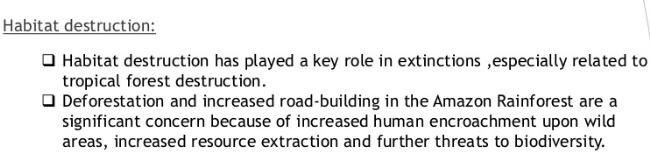 Habitat destruction:
❑ Habitat destruction has played a key role in extinctions ,especially related to
tropical forest destruction.
❑ Deforestation and increased road-building in the Amazon Rainforest are a
significant concern because of increased human encroachment upon wild
areas, increased resource extraction and further threats to biodiversity.